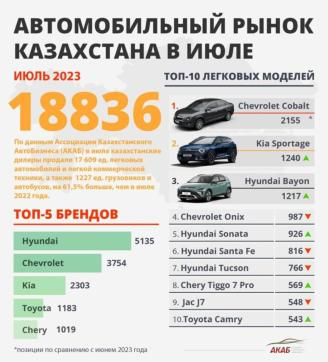 АВТОМОБИЛЬНЫЙ РЫНОК
КАЗАХСТАНА В ИЮЛЕ
ИЮЛЬ 2023
18836
По данным Ассоциации Казахстанского
АвтоБизнеса (АКАБ) в июле казахстанские
дилеры продали 17 609 ед. легковых
автомобилей и легкой коммерческой
техники, а также 1227 ед. грузовиков и
автобусов, на 61,5% больше, чем в июле
2022 года.
ТОП-5 БРЕНДОВ
Hyundai 5135
Chevrolet 3754
Kia 2303
Toyota 1183
Chery 1019
*позиции по сравнению с июнем 2023 года
ТОП-10 ЛЕГКОВЫХ МОДЕЛЕЙ
1. Chevrolet Cobalt
2155 *
2. Kia Sportage
1240 ▲
3. Hyundai Bayon
1217 ▲
4. Chevrolet Onix 987 ▼
5. Hyundai Sonata 926 ▲
6. Hyundai Santa Fe 816 ▼
7. Hyundai Tucson 766 ▼
8. Chery Tiggo 7 Pro 569 ▲
9. Jac J7 548 ▼
10. Toyota Camry 543 ▲
АКАБ